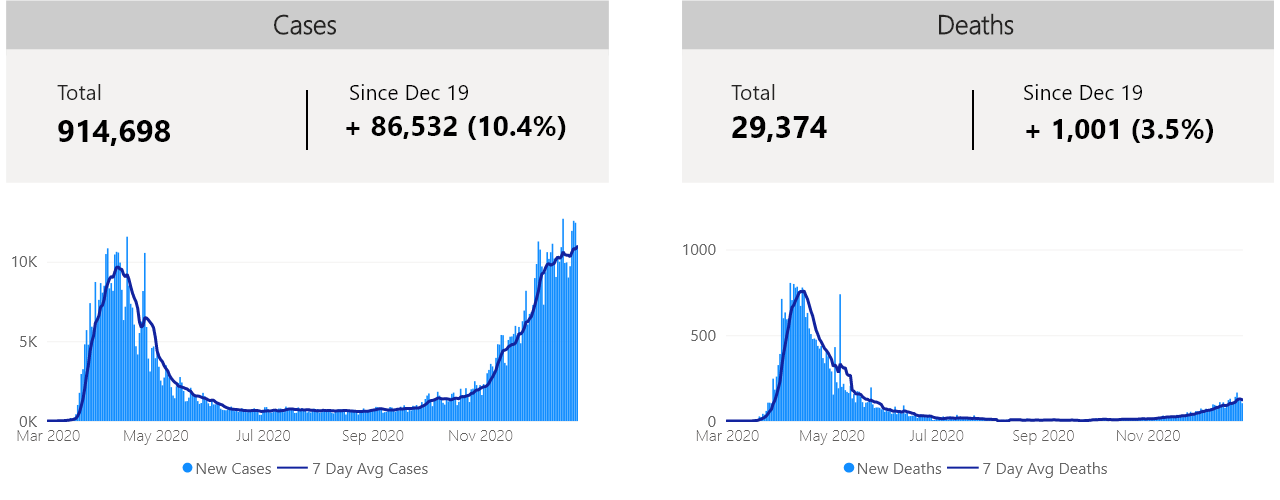 Cases
Total
914,698
Since Dec 19
+ 86,532 (10.4%)
10K
5K
0K
Mar 2020 May 2020 Jul 2020 Sep 2020 Nov 2020
New Cases 7 Day Avg Cases
Deaths
Total
29,374
Since Dec 19
+ 1,001 (3.5%)
1000
500
0
Mar 2020 May 2020 Jul 2020 Sep 2020 Nov 2020
New Deaths 7 Day Avg Deaths